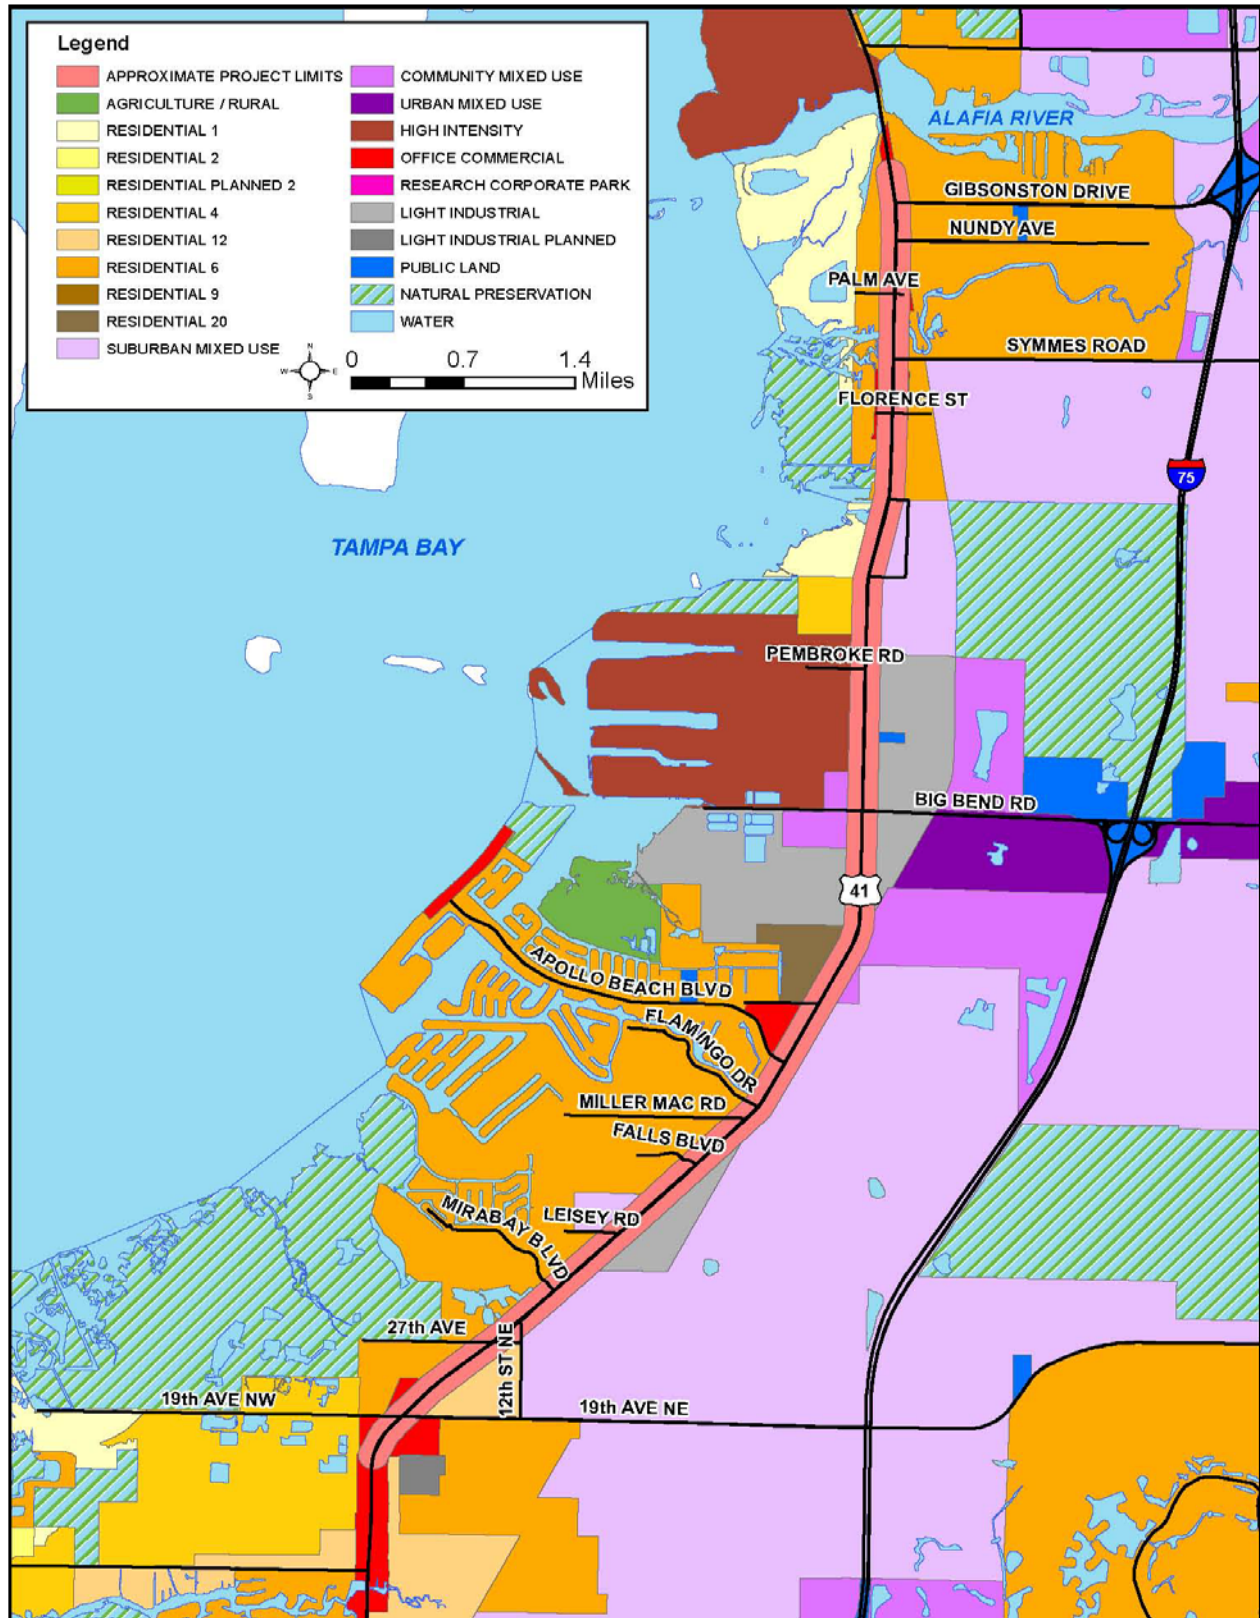 Legend
APPROXIMATE PROJECT LIMITS
AGRICULTURE / RURAL
RESIDENTIAL 1
RESIDENTIAL 2
RESIDENTIAL PLANNED 2
RESIDENTIAL 4
RESIDENTIAL 12
RESIDENTIAL 6
RESIDENTIAL 9
RESIDENTIAL 20
SUBURBAN MIXED USE
COMMUNITY MIXED USE
URBAN MIXED USE
HIGH INTENSITY
OFFICE COMMERCIAL
RESEARCH CORPORATE PARK
LIGHT INDUSTRIAL
LIGHT INDUSTRIAL PLANNED
PUBLIC LAND
NATURAL PRESERVATION
WATER
N
W E
S
0 0.7 1.4
Miles
ALAFIA RIVER
GIBSONSTON DRIVE
NUNDY AVE
PALM AVE
SYMMES ROAD
FLORENCE ST
75
TAMPA BAY
PEMBROKE RD
BIG BEND RD
41
APOLLO BEACH BLVD
FLAMINGO DR
MILLER MAC RD
FALLS BLVD
MIRABAY BLVD
LEISEY RD
27th AVE
12th ST NE
19th AVE NW
19th AVE NE